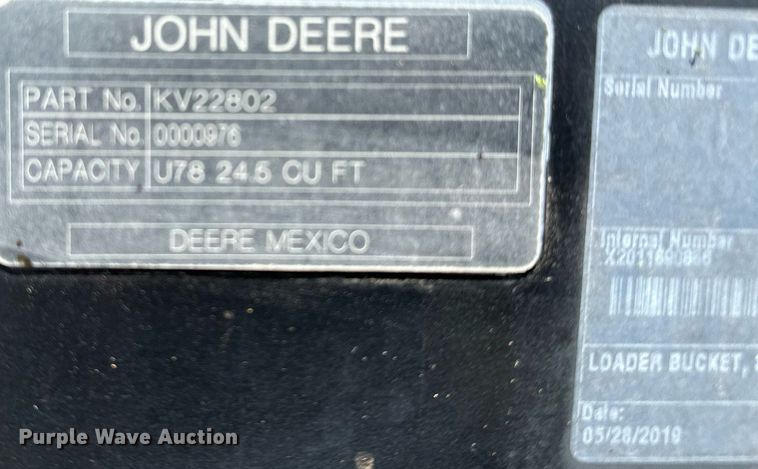 JOHN DEERE
PART No. KV22802
SERIAL No 0000976
CAPACITY U78 24.5 CU FT
DEERE MEXICO
JOHN DE
Serial Number
Internal Number
LOADER BUCKET,
Date:
05/28/2019
Purple Wave Auction